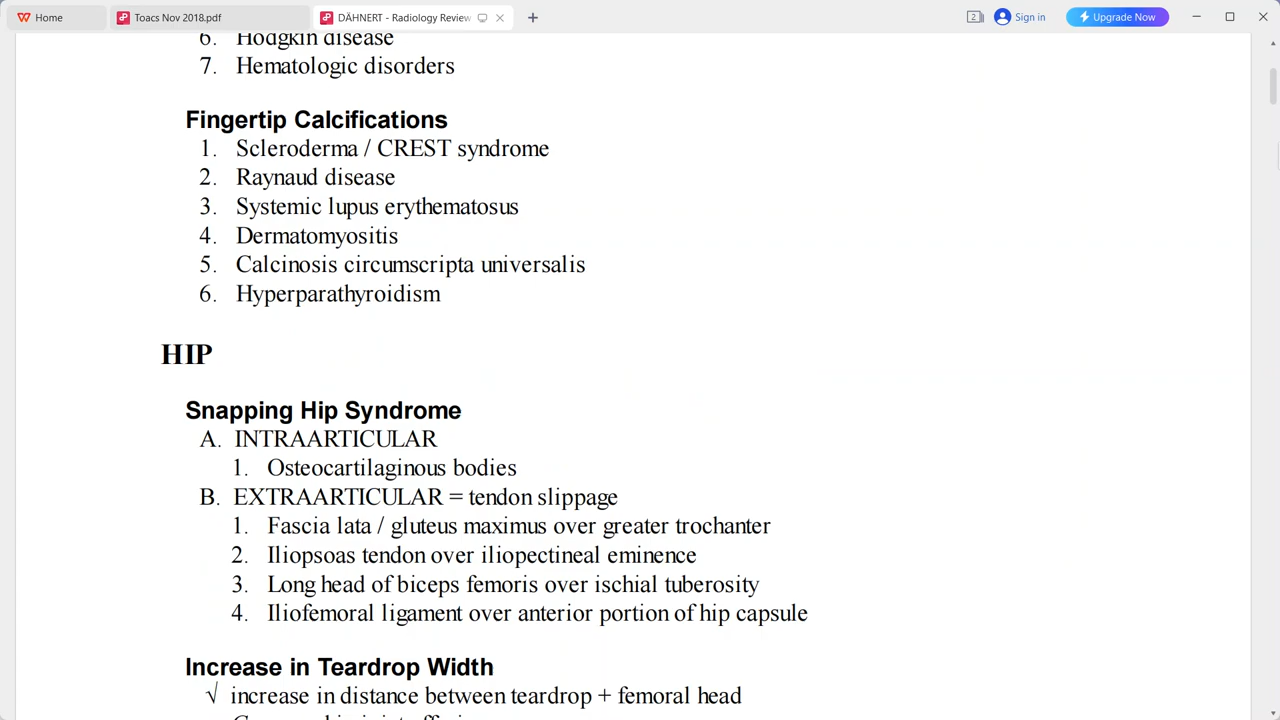 Home
Toacs Nov 2018.pdf
DÄHNERT - Radiology Review
2
Sign in
Upgrade Now
6. Hodgkin disease
7. Hematologic disorders
Fingertip Calcifications
1. Scleroderma / CREST syndrome
2. Raynaud disease
3. Systemic lupus erythematosus
4. Dermatomyositis
5. Calcinosis circumscripta universalis
6. Hyperparathyroidism
HIP
Snapping Hip Syndrome
A. INTRAARTICULAR
1. Osteocartilaginous bodies
B. EXTRAARTICULAR = tendon slippage
1. Fascia lata / gluteus maximus over greater trochanter
2. Iliopsoas tendon over iliopectineal eminence
3. Long head of biceps femoris over ischial tuberosity
4. Iliofemoral ligament over anterior portion of hip capsule
Increase in Teardrop Width
√ increase in distance between teardrop + femoral head